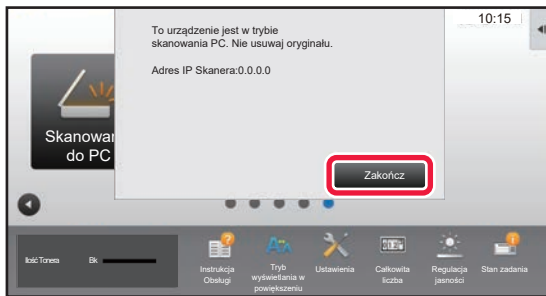 To urządzenie jest w trybie
skanowania PC. Nie usuwaj oryginału.
Adres IP Skanera:0.0.0.0
10:15
Skanowan
do PC
Zakończ
Ilość Tonera
Bk
Instrukcja
Obsługi
Tryb
wyświetlania w
powiększeniu
Ustawienia
Całkowita
liczba
Regulacja
jasności
Stan zadania